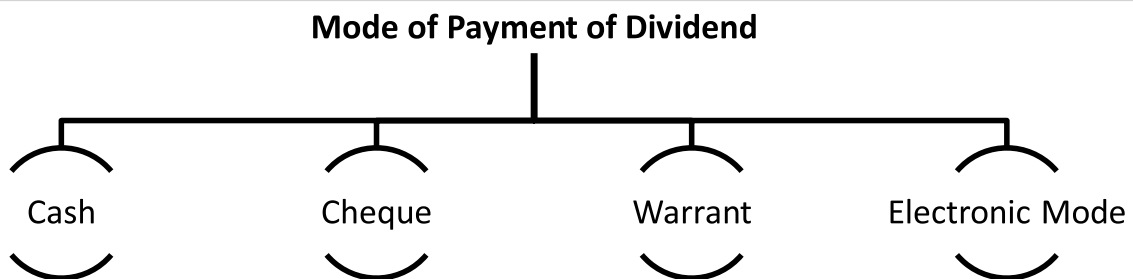 Mode of Payment of Dividend
Cash
Cheque
Warrant
Electronic Mode